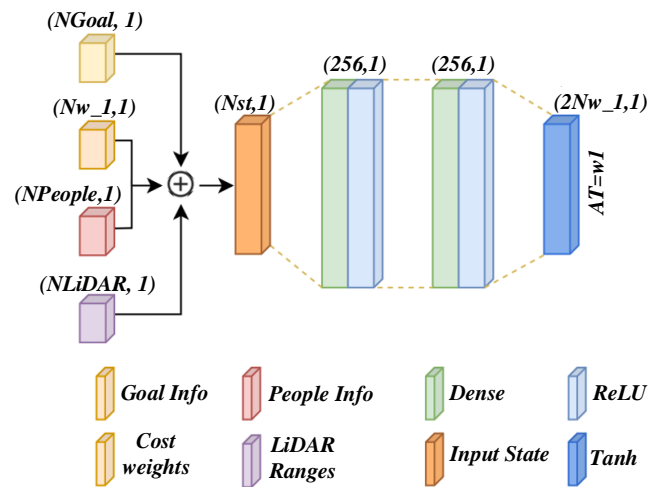 (NGoal, 1)
(256,1)
(256,1)
(Nw_1,1)
(Nst,1)
(2Nw_1,1)
(NPeople,1)
AT=w1
(NLiDAR, 1)
Goal Info
People Info
Dense
ReLU
Cost
weights
LiDAR
Ranges
Input State
Tanh